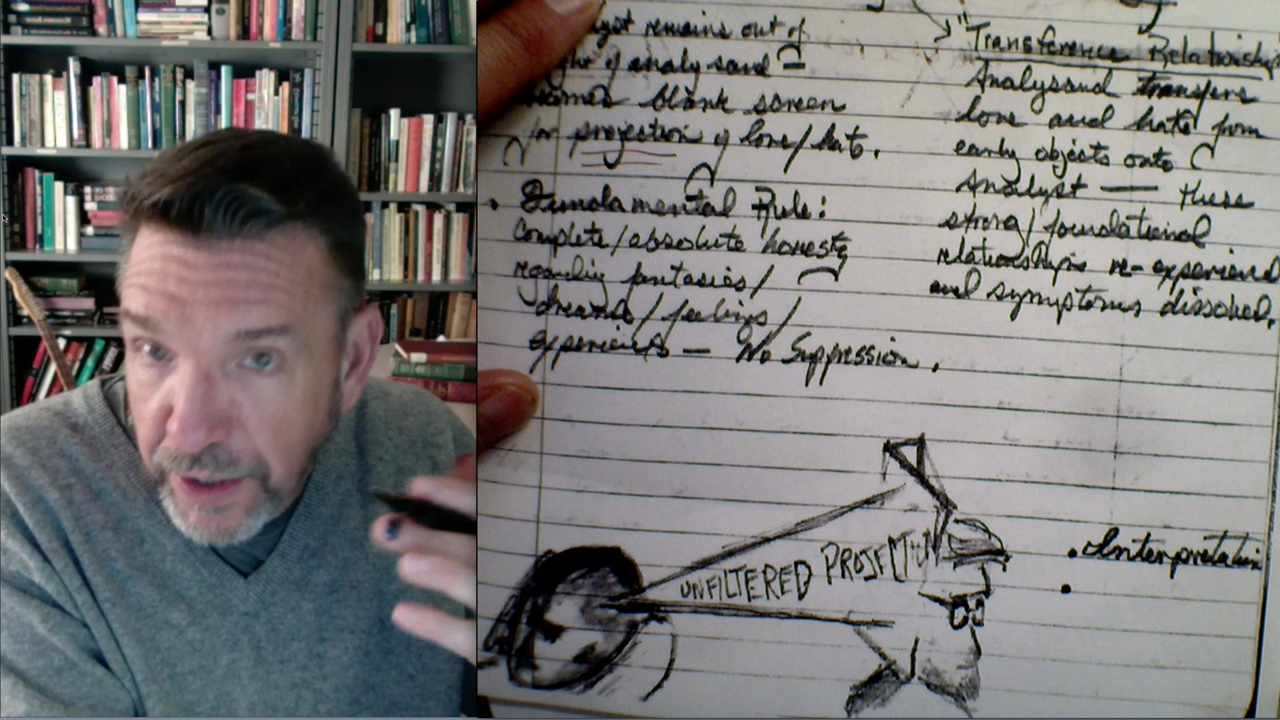 remains out of
of analysand —
blank screen
for projection of love/hate.
• Fundamental Rule:
Complete/absolute honesty
regarding fantasies/
dreams/feelings/
experiences — No Suppression.
Transference Relationship
Analysand transfers
love and hate from
early objects onto
Analyst — these
strong/foundational
relationships re-experienced
and symptoms dissolved.
UNFILTERED PROJECTION
• Interpretation
•